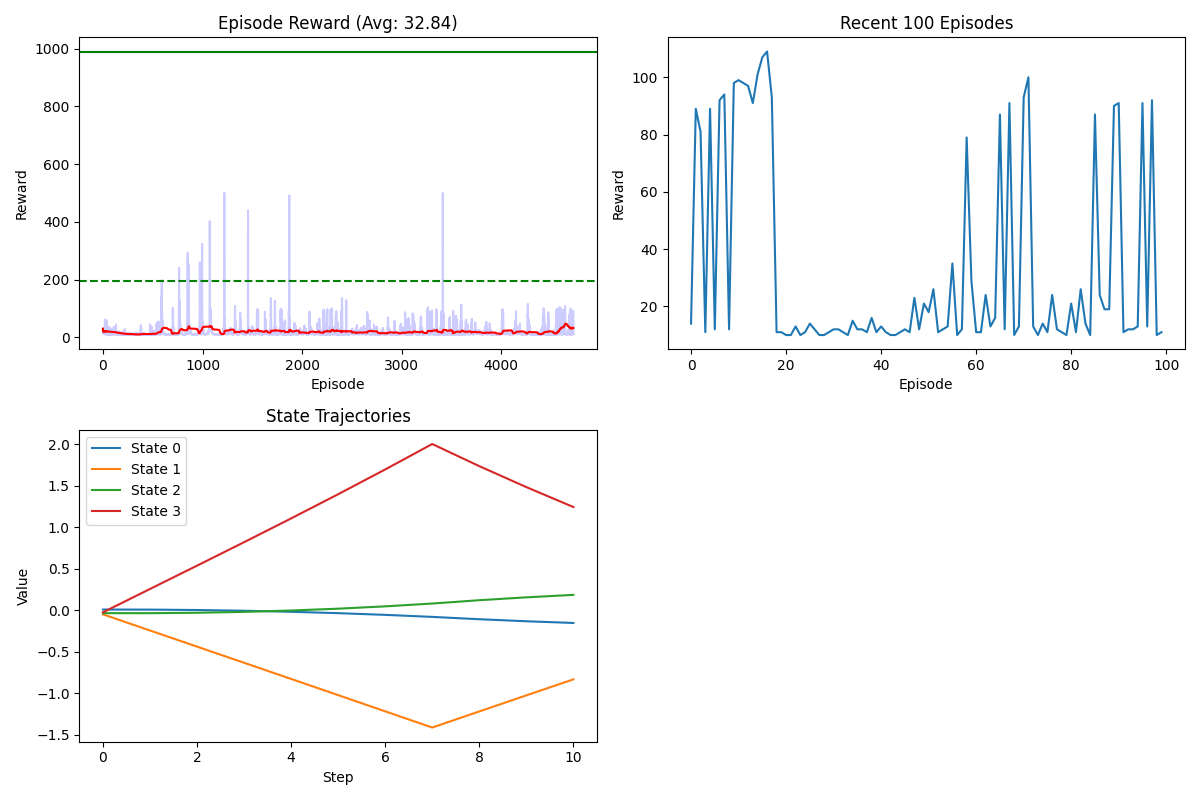 Episode Reward (Avg: 32.84)
Reward
1000
800
600
400
200
0
0 1000 2000 3000 4000
Episode
Recent 100 Episodes
Reward
100
80
60
40
20
0 20 40 60 80 100
Episode
State Trajectories
Value
2.0
1.5
1.0
0.5
0.0
−0.5
−1.0
−1.5
State 0
State 1
State 2
State 3
0 2 4 6 8 10
Step